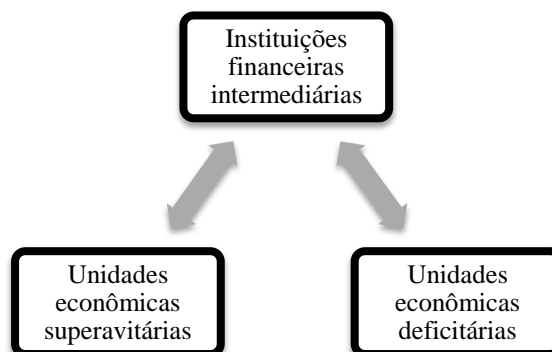 Instituições
financeiras
intermediárias
Unidades
econômicas
superavitárias
Unidades
econômicas
deficitárias